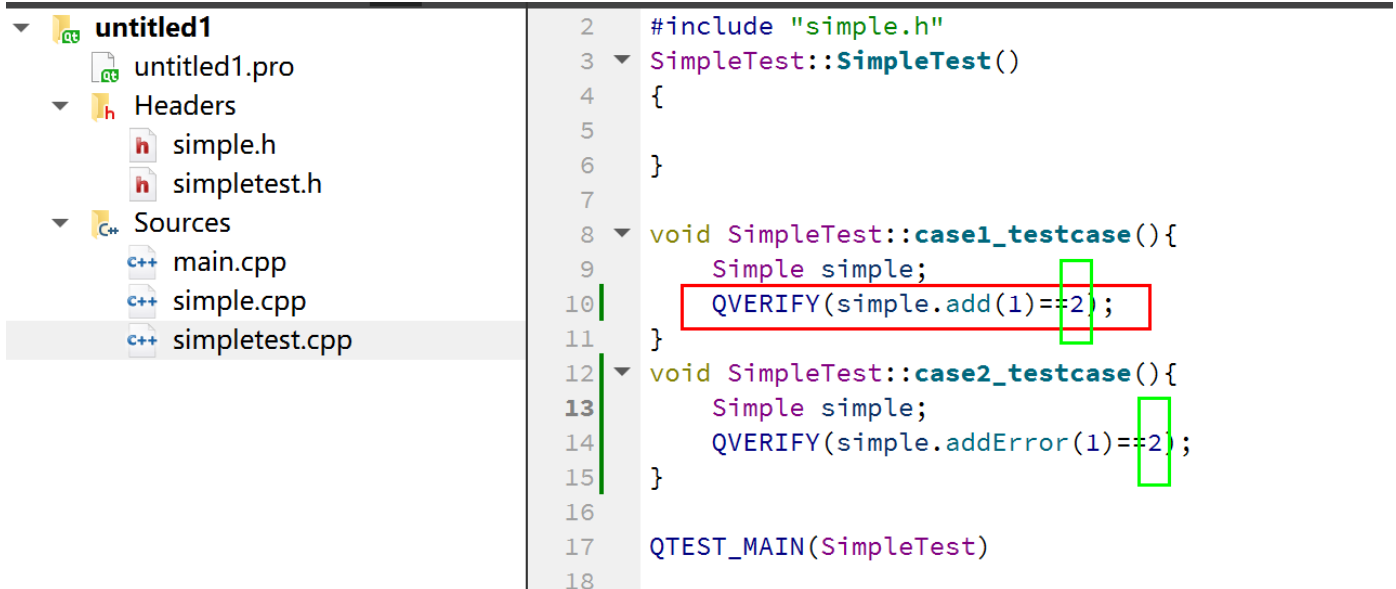 untitled1
untitled1.pro
Headers
simple.h
simpletest.h
Sources
main.cpp
simple.cpp
simpletest.cpp
2 #include "simple.h"
3 SimpleTest::SimpleTest()
4 {
5
6 }
7
8 void SimpleTest::case1_testcase(){
9 Simple simple;
10 QVERIFY(simple.add(1)==2);
11 }
12 void SimpleTest::case2_testcase(){
13 Simple simple;
14 QVERIFY(simple.addError(1)==2);
15 }
16
17 QTEST_MAIN(SimpleTest)
18